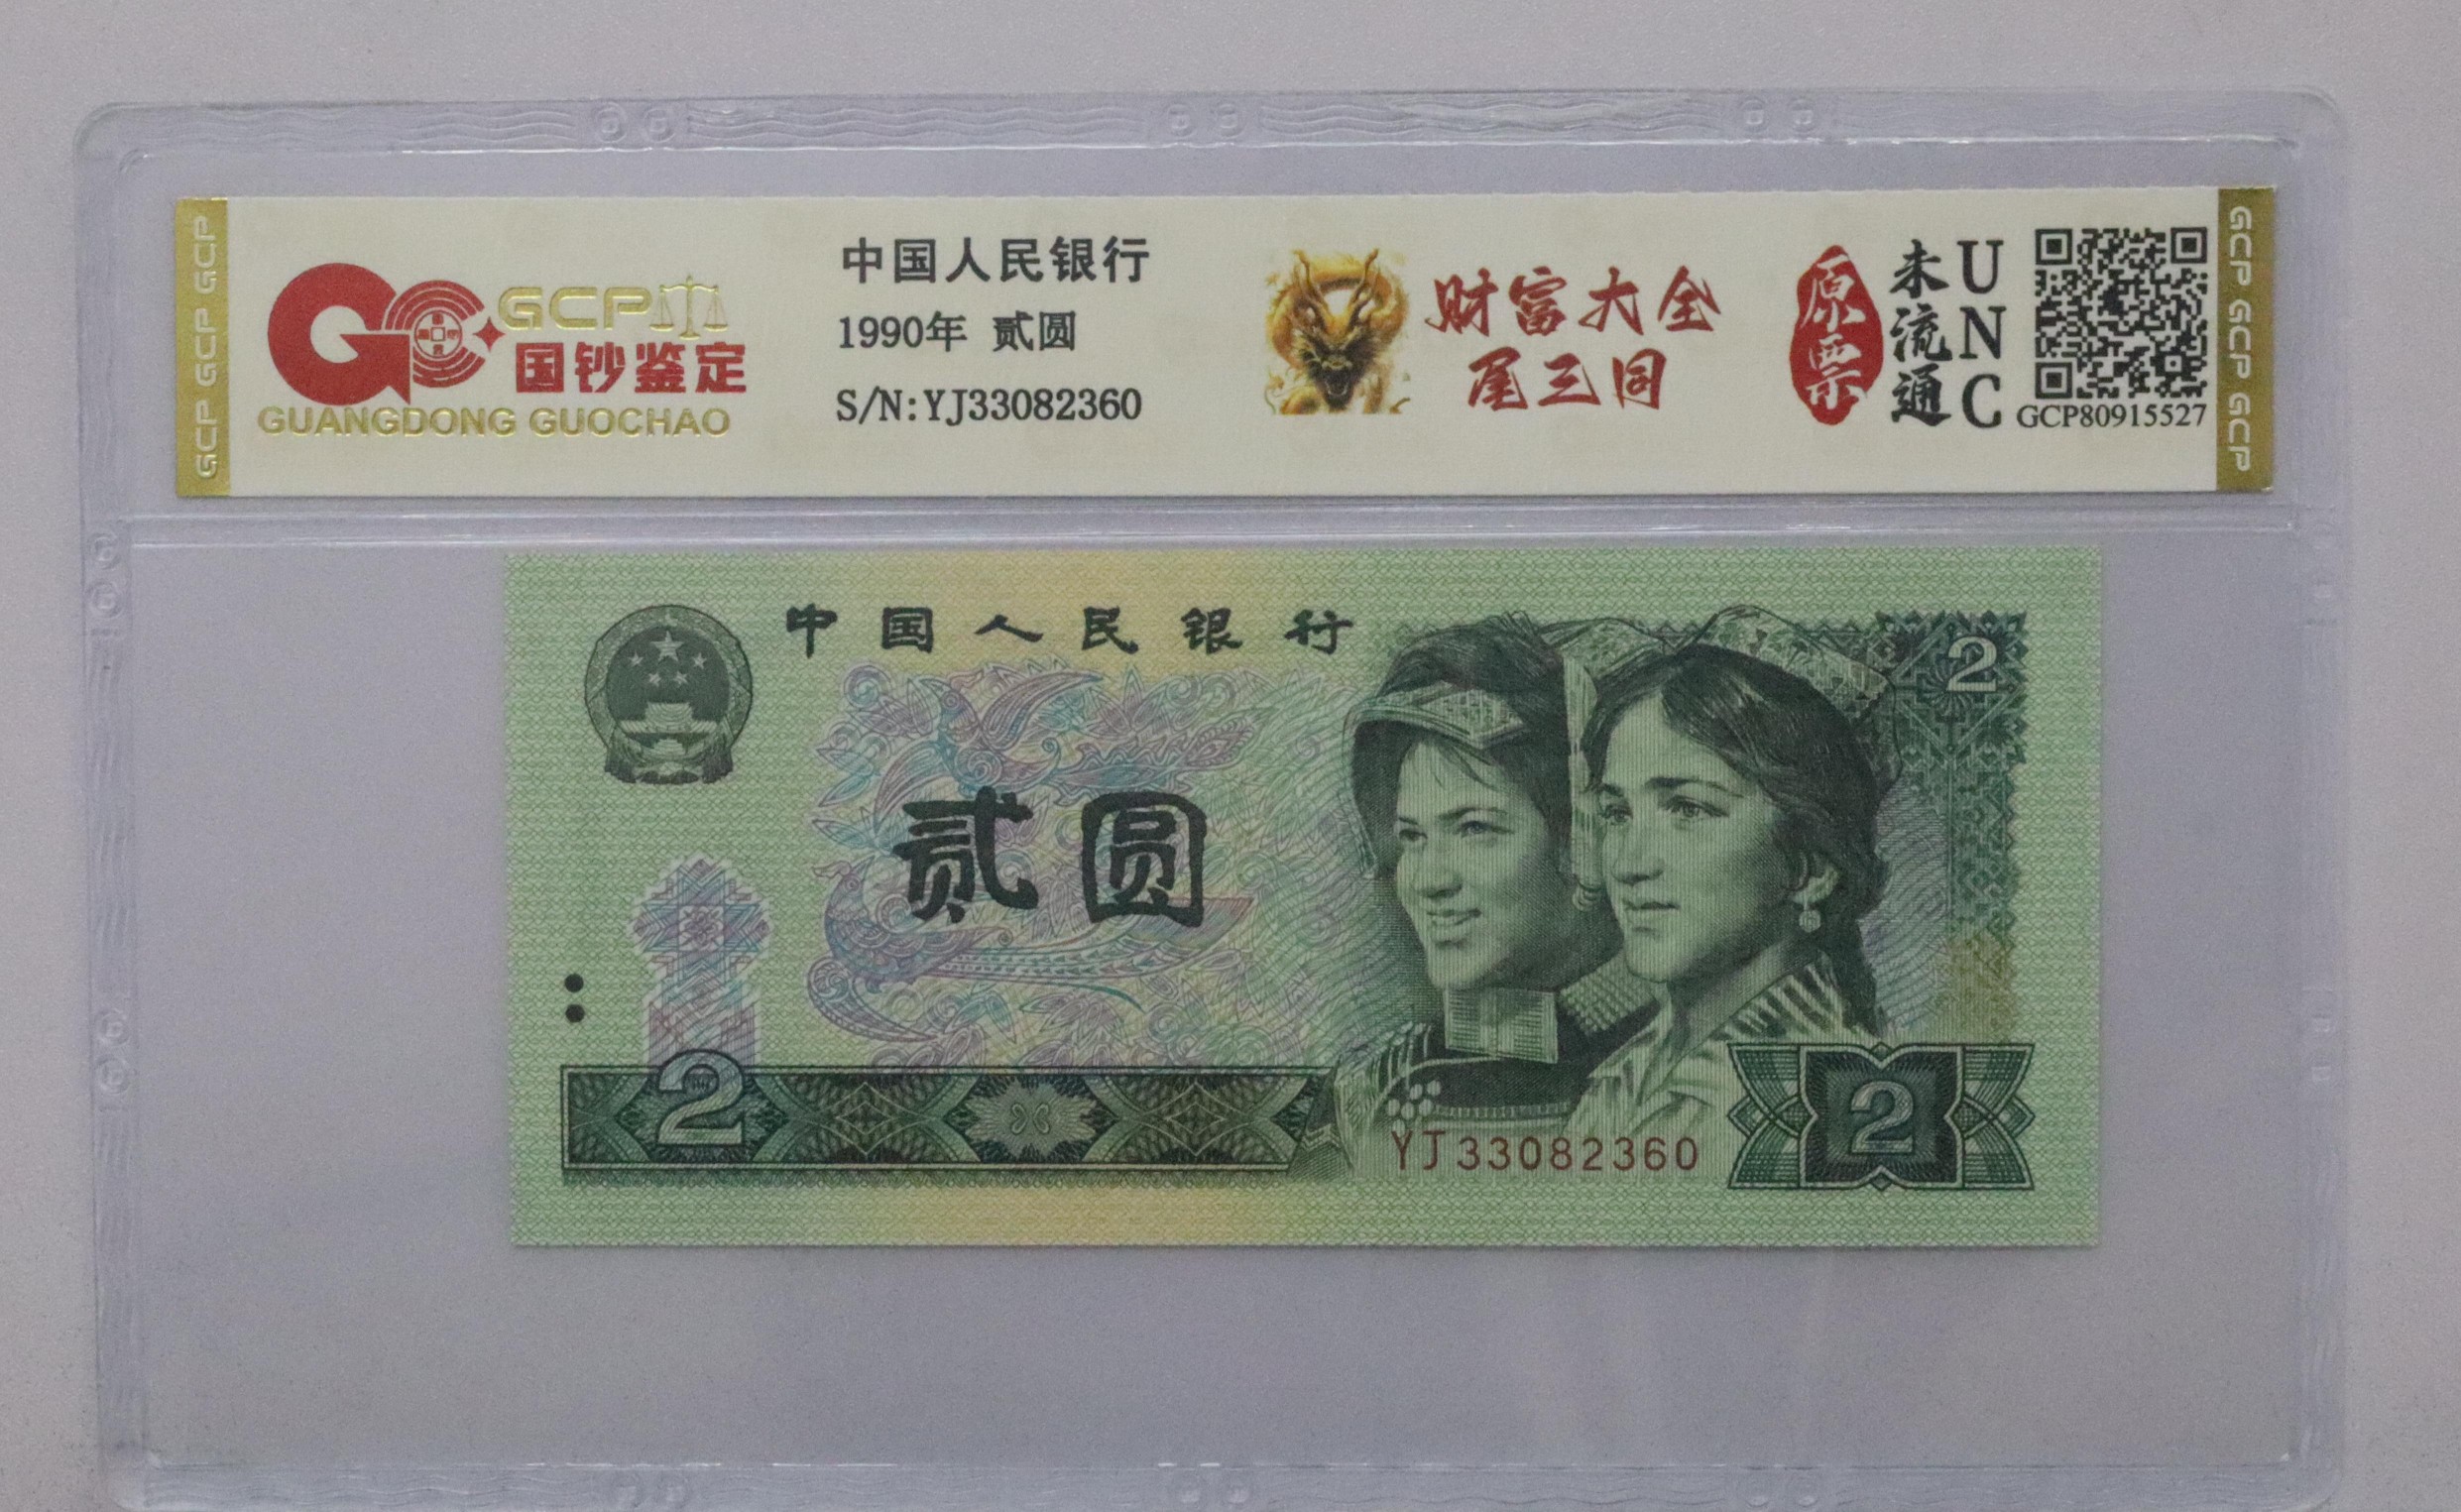 GCP GCP GCP
GCP
国钞鉴定
GUANGDONG GUOCHAO
中国人民银行
1990年 贰圆
S/N:YJ33082360
财富大全
尾三同
原票
未流通
UNC
GCP80915527
GCP GCP GCP
中国人民银行
2
贰圆
2
YJ33082360
2